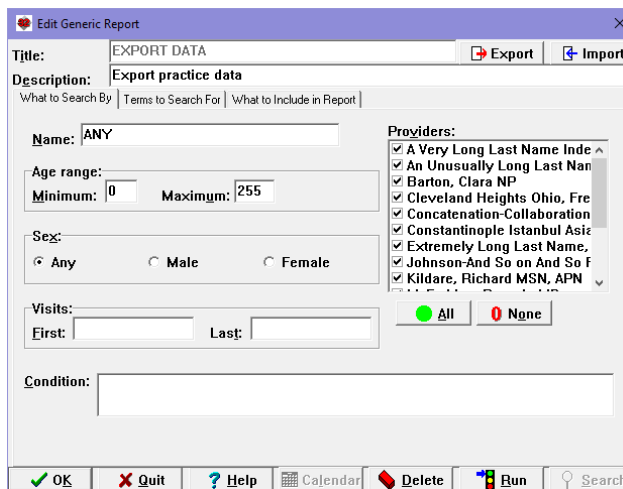 Edit Generic Report
Title: EXPORT DATA Export Import
Description: Export practice data
What to Search By Terms to Search For What to Include in Report
Name: ANY
Providers:
A Very Long Last Name Inde
An Unusually Long Last Nam
Barton, Clara NP
Cleveland Heights Ohio, Fre
Concatenation-Collaboration
Constantinople Istanbul Asia
Extremely Long Last Name,
Johnson-And So on And So F
Kildare, Richard MSN, APN
Age range:
Minimum: 0 Maximum: 255
Sex:
Any Male Female
Visits:
First: Last:
All None
Condition:
OK Quit Help Calendar Delete Run Search